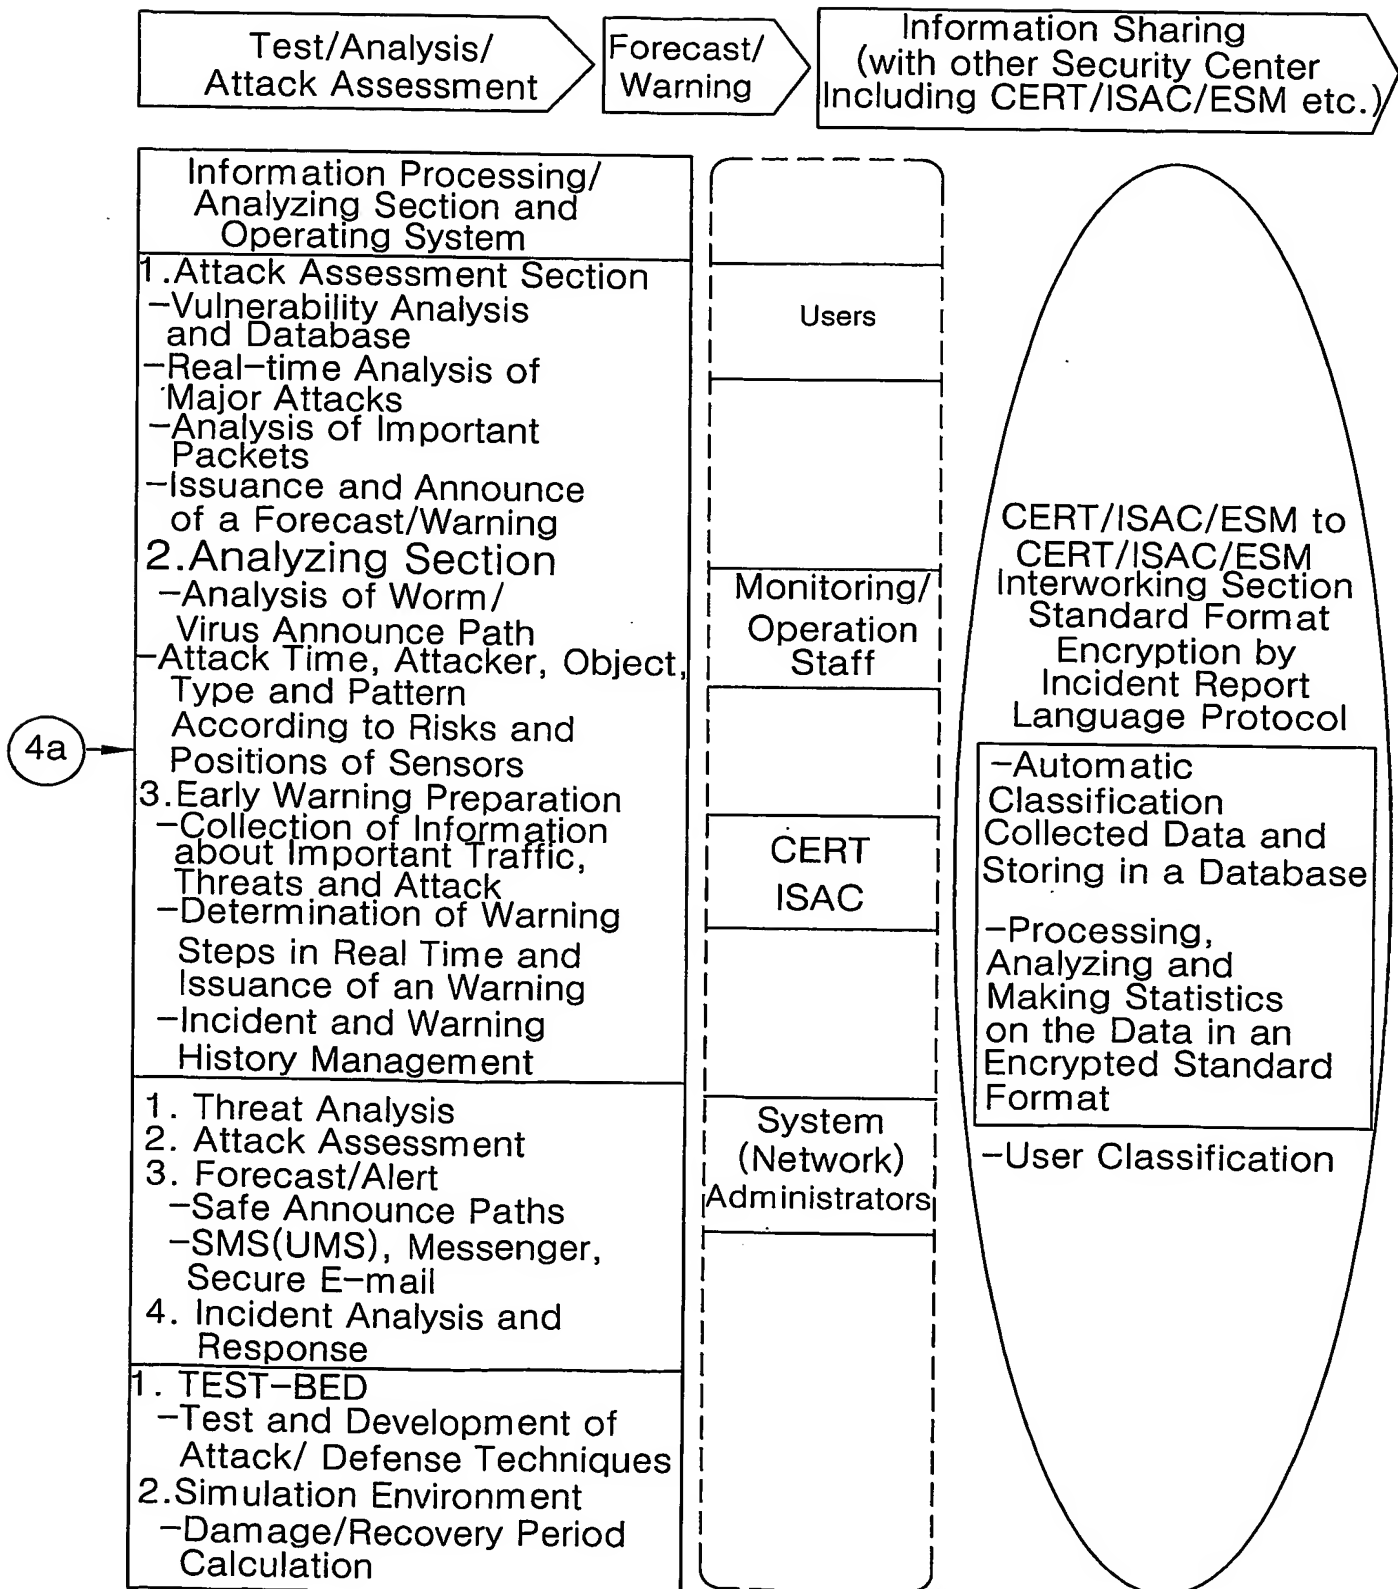 Test/Analysis/
Attack Assessment
Forecast/
Warning
Information Sharing
(with other Security Center
Including CERT/ISAC/ESM etc.)
Information Processing/
Analyzing Section and
Operating System
1.Attack Assessment Section
-Vulnerability Analysis
and Database
-Real-time Analysis of
Major Attacks
-Analysis of Important
Packets
-Issuance and Announce
of a Forecast/Warning
2.Analyzing Section
-Analysis of Worm/
Virus Announce Path
-Attack Time, Attacker, Object,
Type and Pattern
According to Risks and
Positions of Sensors
3.Early Warning Preparation
-Collection of Information
about Important Traffic,
Threats and Attack
-Determination of Warning
Steps in Real Time and
Issuance of an Warning
-Incident and Warning
History Management
1. Threat Analysis
2. Attack Assessment
3. Forecast/Alert
-Safe Announce Paths
-SMS(UMS), Messenger,
Secure E-mail
4. Incident Analysis and
Response
1. TEST-BED
-Test and Development of
Attack/ Defense Techniques
2.Simulation Environment
-Damage/Recovery Period
Calculation
4a
Users
Monitoring/
Operation
Staff
CERT
ISAC
System
(Network)
Administrators
CERT/ISAC/ESM to
CERT/ISAC/ESM
Interworking Section
Standard Format
Encryption by
Incident Report
Language Protocol
-Automatic
Classification
Collected Data and
Storing in a Database
-Processing,
Analyzing and
Making Statistics
on the Data in an
Encrypted Standard
Format
-User Classification